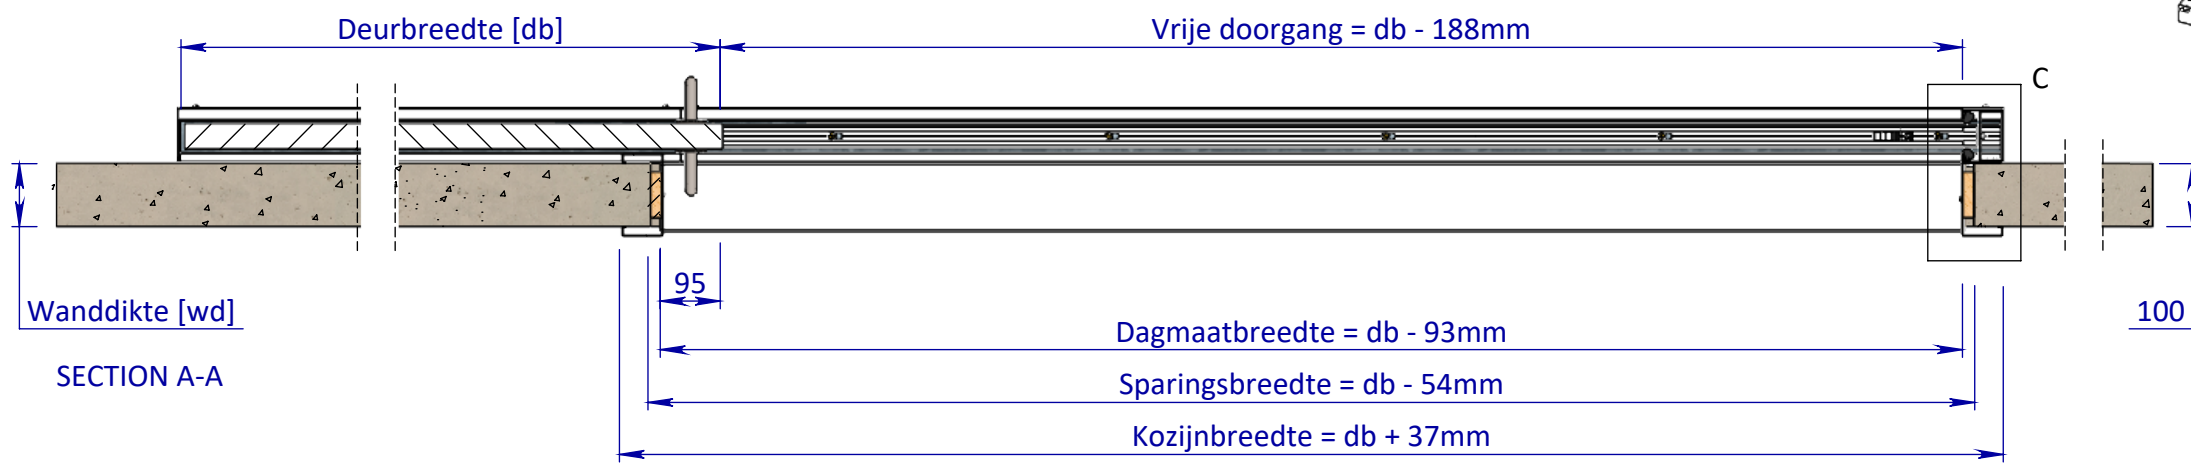 Deurbreedte [db]
Vrije doorgang = db - 188mm
C
95
Wanddikte [wd]
100
Dagmaatbreedte = db - 93mm
SECTION A-A
Sparingsbreedte = db - 54mm
Kozijnbreedte = db + 37mm